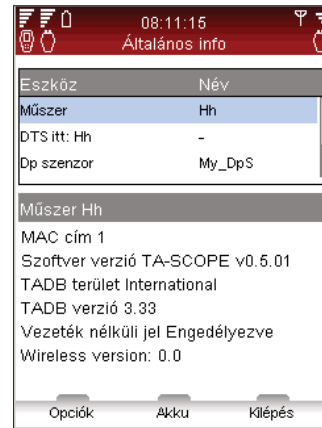 08:11:15
Általános info
Eszköz Név
Műszer Hh
DTS itt: Hh -
Dp szenzor My_DpS
Műszer Hh
MAC cím 1
Szoftver verzió TA-SCOPE v0.5.01
TADB terület International
TADB verzió 3.33
Vezeték nélküli jel Engedélyezve
Wireless version: 0.0
Opciók Akku Kilépés